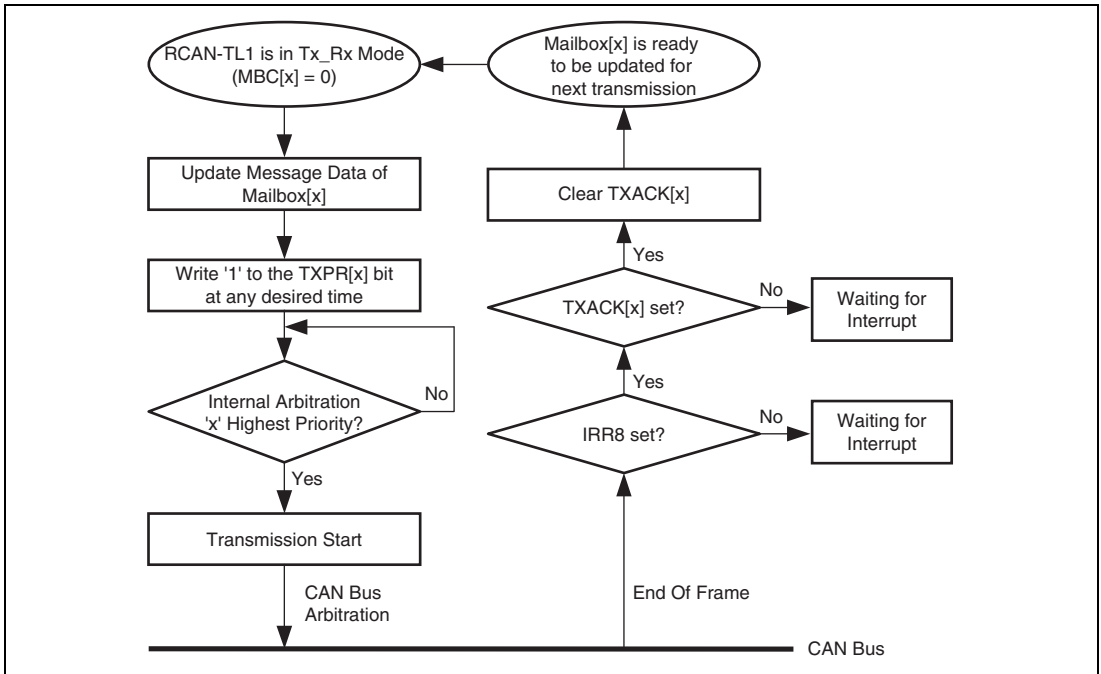 RCAN-TL1 is in Tx_Rx Mode
(MBC[x] = 0)
Update Message Data of
Mailbox[x]
Write '1' to the TXPR[x] bit
at any desired time
Internal Arbitration
'x' Highest Priority?
No
Yes
Transmission Start
CAN Bus
Arbitration
Mailbox[x] is ready
to be updated for
next transmission
Clear TXACK[x]
Yes
TXACK[x] set?
No
Waiting for
Interrupt
Yes
IRR8 set?
No
Waiting for
Interrupt
End Of Frame
CAN Bus